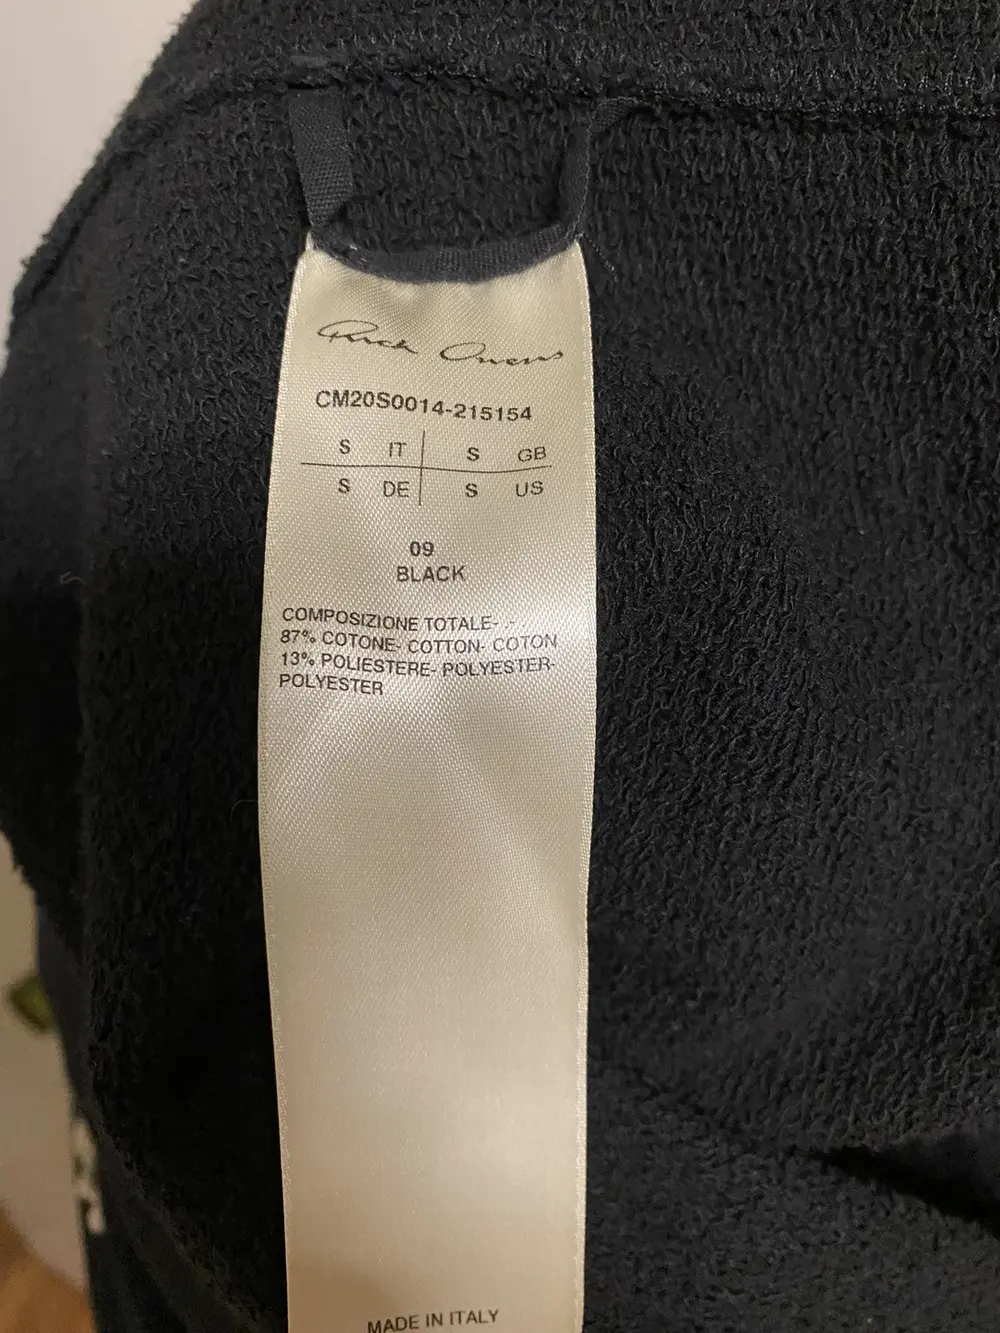 Rick Owens
CM20S0014-215154
S IT S GB
S DE S US
09
BLACK
COMPOSIZIONE TOTALE- .- .
87% COTONE- COTTON- COTON
13% POLIESTERE- POLYESTER-
POLYESTER
MADE IN ITALY